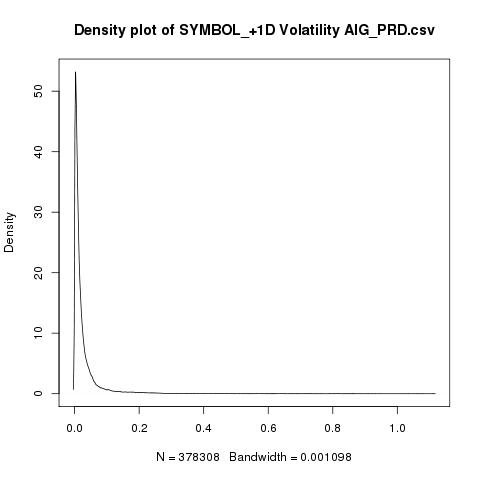 Density plot of SYMBOL_+1D Volatility AIG_PRD.csv
Density
50
40
30
20
10
0
0.0 0.2 0.4 0.6 0.8 1.0
N = 378308 Bandwidth = 0.001098